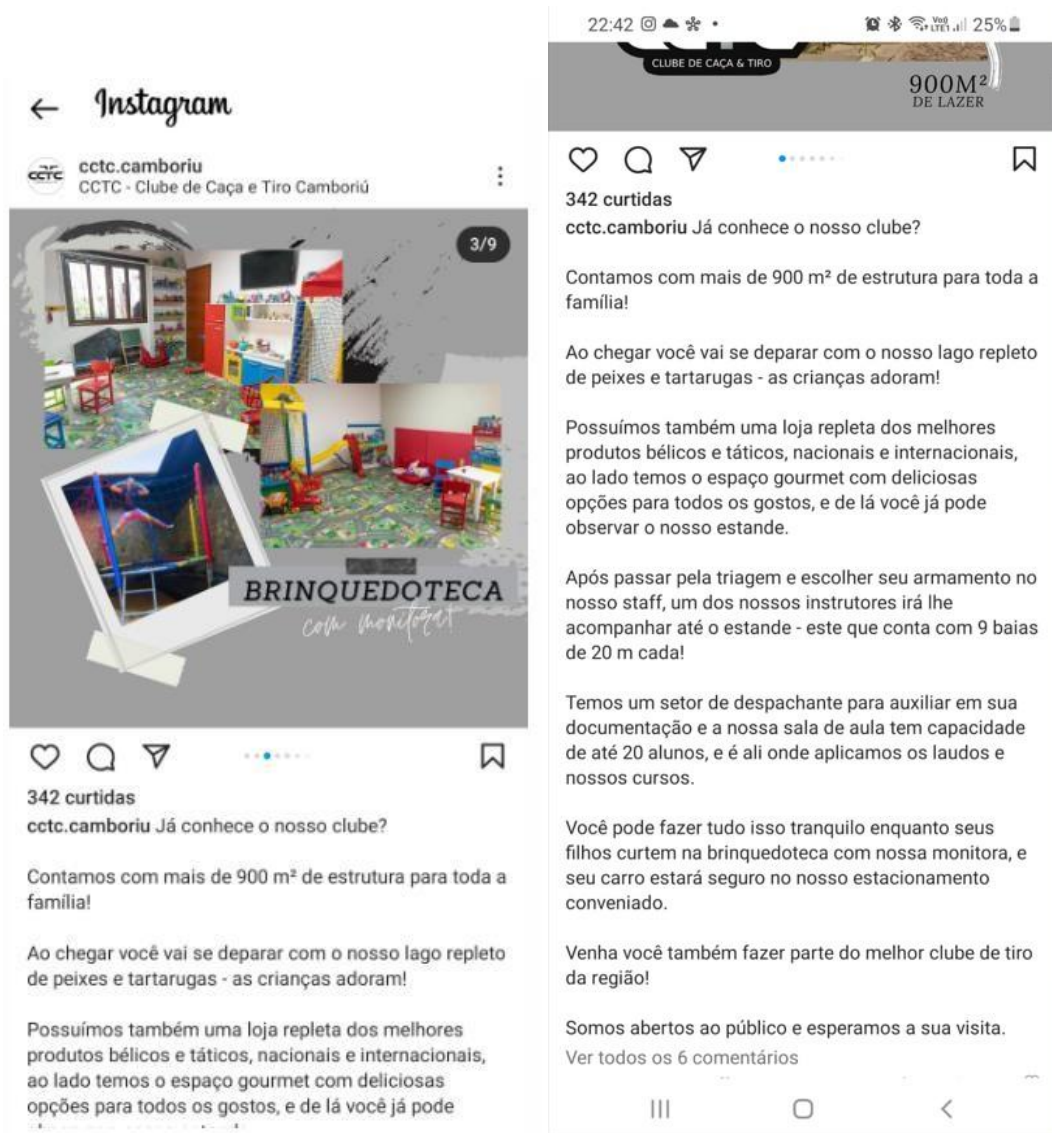 Instagram
cctc.camboriu
CCTC - Clube de Caça e Tiro Camboriú
CCTC
3/9
BRINQUEDOTECA
com monitora!
342 curtidas
cctc.camboriu Já conhece o nosso clube?
Contamos com mais de 900 m² de estrutura para toda a
família!
Ao chegar você vai se deparar com o nosso lago repleto
de peixes e tartarugas - as crianças adoram!
Possuímos também uma loja repleta dos melhores
produtos bélicos e táticos, nacionais e internacionais,
ao lado temos o espaço gourmet com deliciosas
opções para todos os gostos, e de lá você já pode
22:42
Voo
LTE1
25%
CLUBE DE CAÇA & TIRO
900M²
DE LAZER
342 curtidas
cctc.camboriu Já conhece o nosso clube?
Contamos com mais de 900 m² de estrutura para toda a
família!
Ao chegar você vai se deparar com o nosso lago repleto
de peixes e tartarugas - as crianças adoram!
Possuímos também uma loja repleta dos melhores
produtos bélicos e táticos, nacionais e internacionais,
ao lado temos o espaço gourmet com deliciosas
opções para todos os gostos, e de lá você já pode
observar o nosso estande.
Após passar pela triagem e escolher seu armamento no
nosso staff, um dos nossos instrutores irá lhe
acompanhar até o estande - este que conta com 9 baias
de 20 m cada!
Temos um setor de despachante para auxiliar em sua
documentação e a nossa sala de aula tem capacidade
de até 20 alunos, e é ali onde aplicamos os laudos e
nossos cursos.
Você pode fazer tudo isso tranquilo enquanto seus
filhos curtem na brinquedoteca com nossa monitora, e
seu carro estará seguro no nosso estacionamento
conveniado.
Venha você também fazer parte do melhor clube de tiro
da região!
Somos abertos ao público e esperamos a sua visita.
Ver todos os 6 comentários